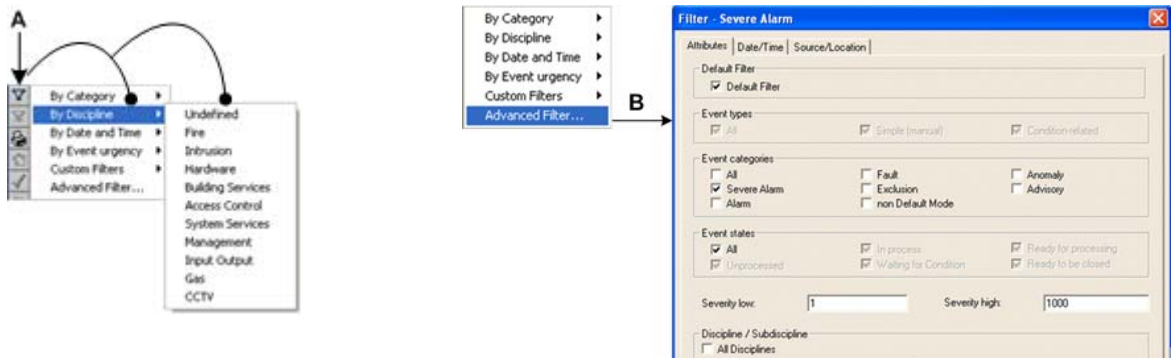 A
By Category
By Discipline
By Date and Time
By Event urgency
Custom Filters
Advanced Filter...
Undefined
Fire
Intrusion
Hardware
Building Services
Access Control
System Services
Management
Input Output
Gas
CCTV
By Category
By Discipline
By Date and Time
By Event urgency
Custom Filters
Advanced Filter...
B
Filter - Severe Alarm
Attributes Date/Time Source/Location
Default Filter
Default Filter
Event types
All Simple (manual) Condition-related
Event categories
All Fault Anomaly
Severe Alarm Exclusion Advisory
Alarm non Default Mode
Event states
All In process Ready for processing
Unprocessed Waiting for Condition Ready to be closed
Severity low: 1 Severity high: 1000
Discipline / Subdiscipline
All Disciplines